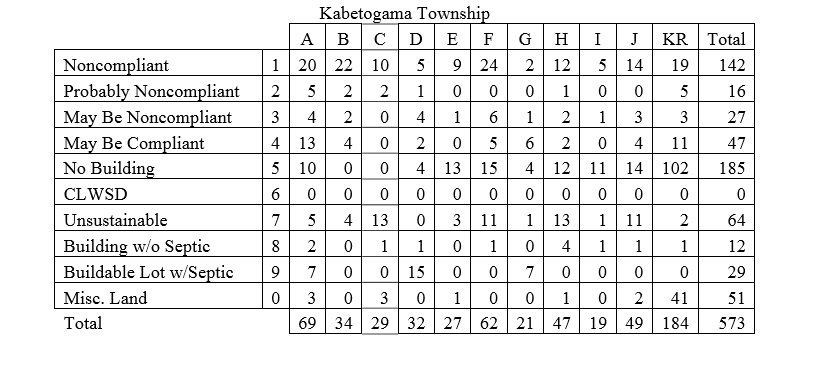 Kabetogama Township
A B C D E F G H I J KR Total
Noncompliant 1 20 22 10 5 9 24 2 12 5 14 19 142
Probably Noncompliant 2 5 2 2 1 0 0 0 1 0 0 5 16
May Be Noncompliant 3 4 2 0 4 1 6 1 2 1 3 3 27
May Be Compliant 4 13 4 0 2 0 5 6 2 0 4 11 47
No Building 5 10 0 0 4 13 15 4 12 11 14 102 185
CLWSD 6 0 0 0 0 0 0 0 0 0 0 0 0
Unsustainable 7 5 4 13 0 3 11 1 13 1 11 2 64
Building w/o Septic 8 2 0 1 1 0 1 0 4 1 1 1 12
Buildable Lot w/Septic 9 7 0 0 15 0 0 7 0 0 0 0 29
Misc. Land 0 3 0 3 0 1 0 0 1 0 2 41 51
Total 69 34 29 32 27 62 21 47 19 49 184 573